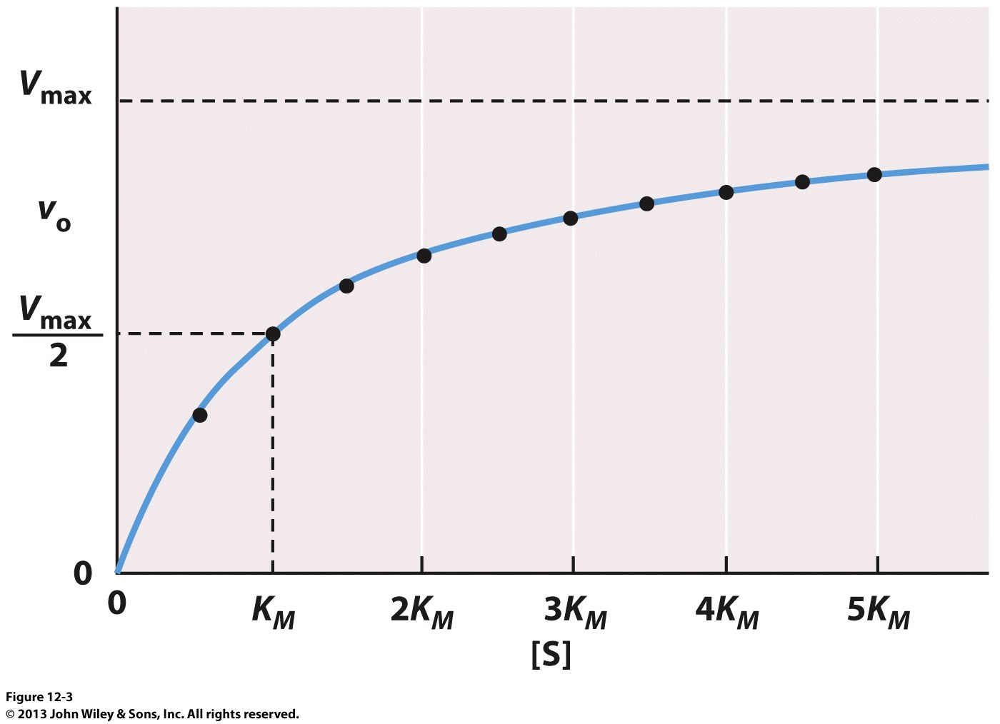 Vmax
vo
Vmax
2
0
0 KM 2KM 3KM 4KM 5KM
[S]
Figure 12-3
© 2013 John Wiley & Sons, Inc. All rights reserved.